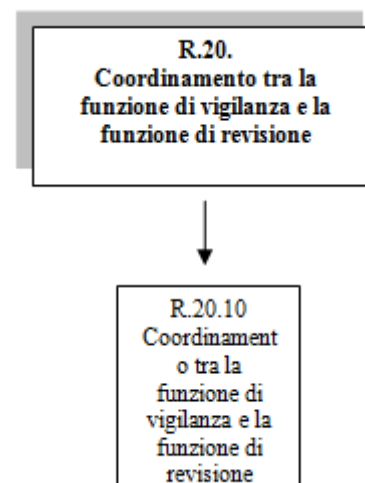 R.20.
Coordinamento tra la
funzione di vigilanza e la
funzione di revisione
R.20.10
Coordinament
o tra la
funzione di
vigilanza e la
funzione di
revisione